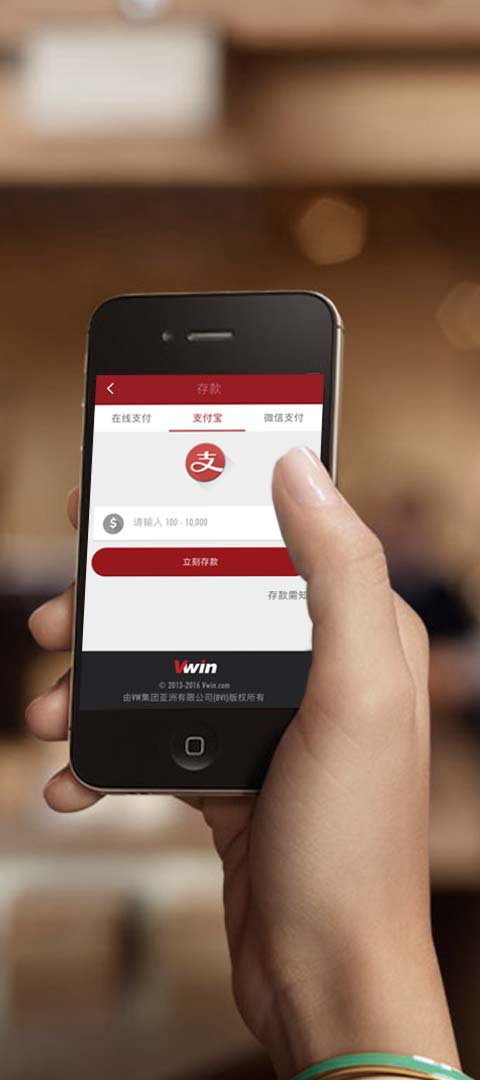 存款
在线支付 支付宝 微信支付
支
$ 请输入 100 - 10,000
立刻存款
存款需知
Vwin
© 2013-2016 Vwin.com
由VW集团亚洲有限公司(BVI)版权所有